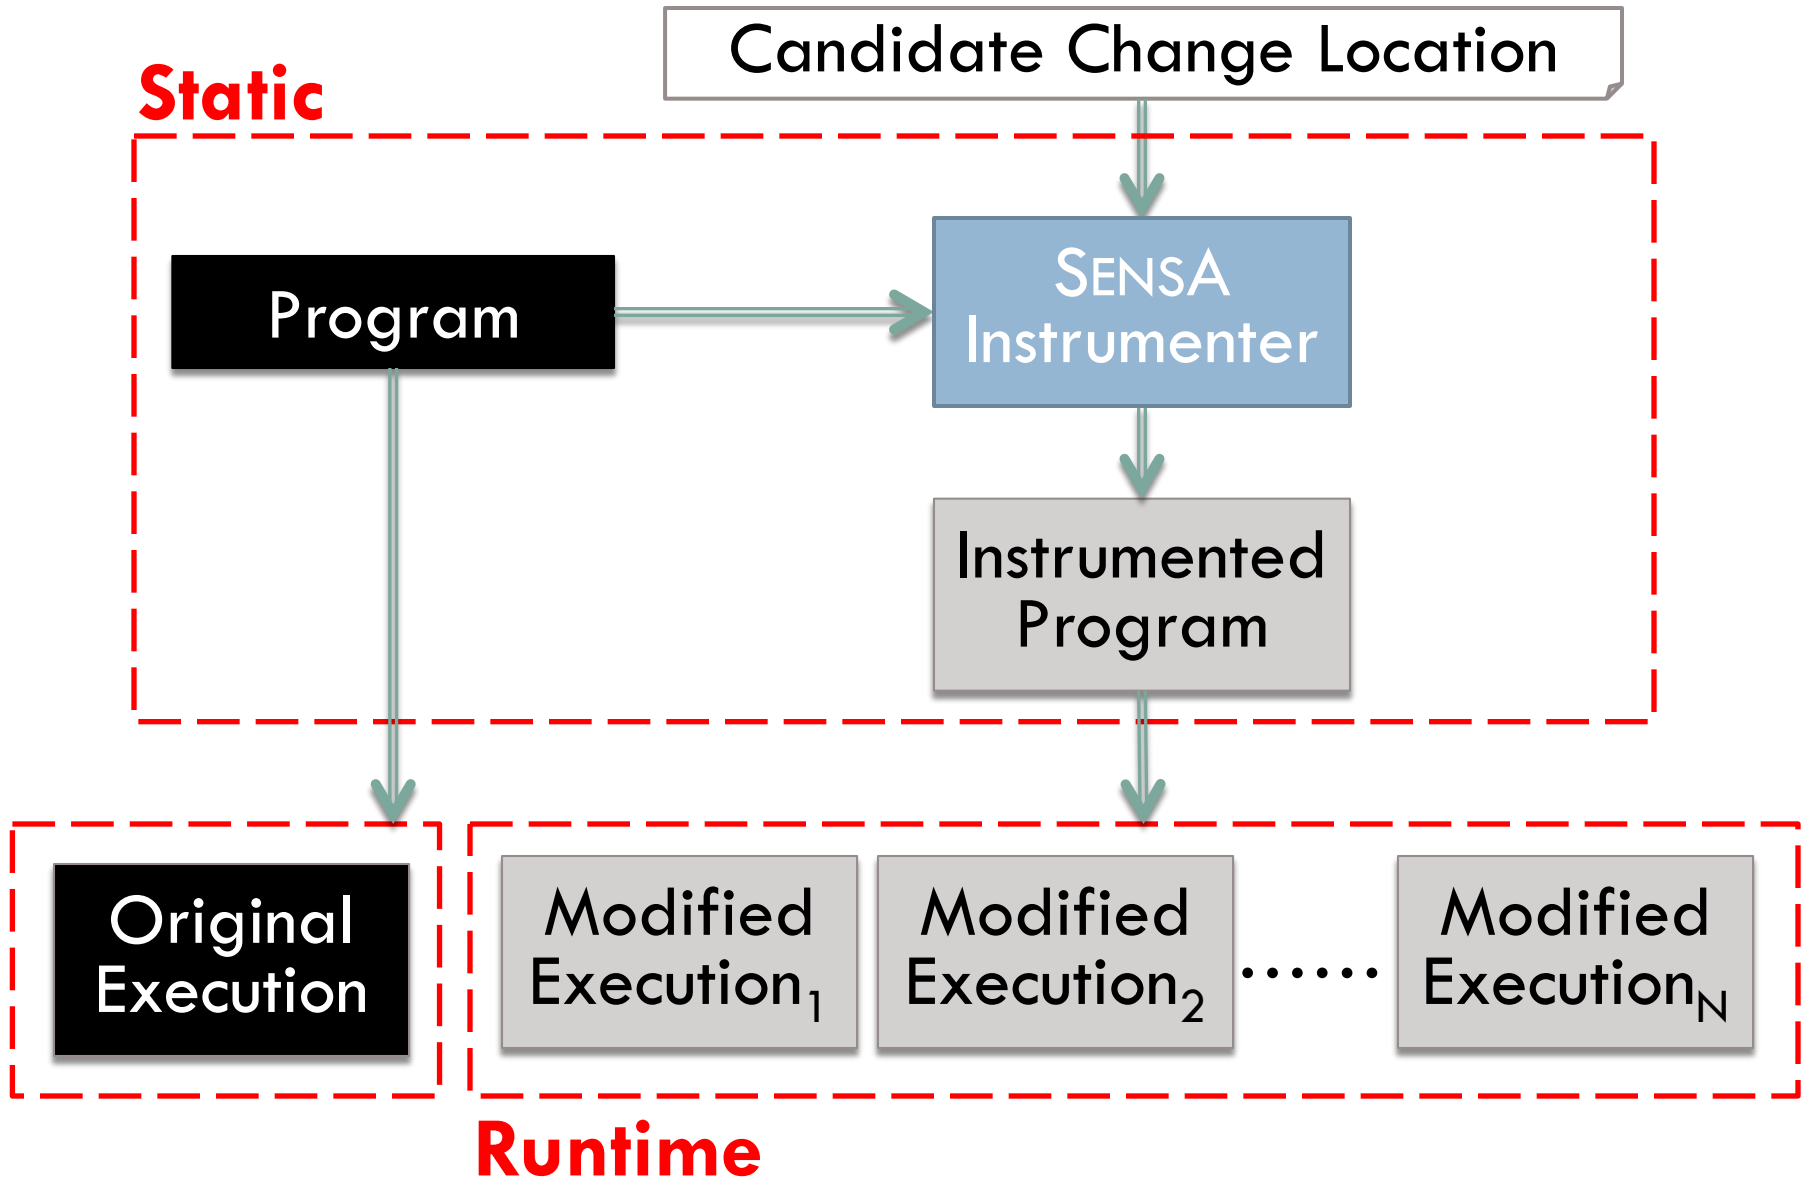 Candidate Change Location
Static
Program
SENSA
Instrumenter
Instrumented
Program
Original
Execution
Modified
Execution1
Modified
Execution2
......
Modified
ExecutionN
Runtime